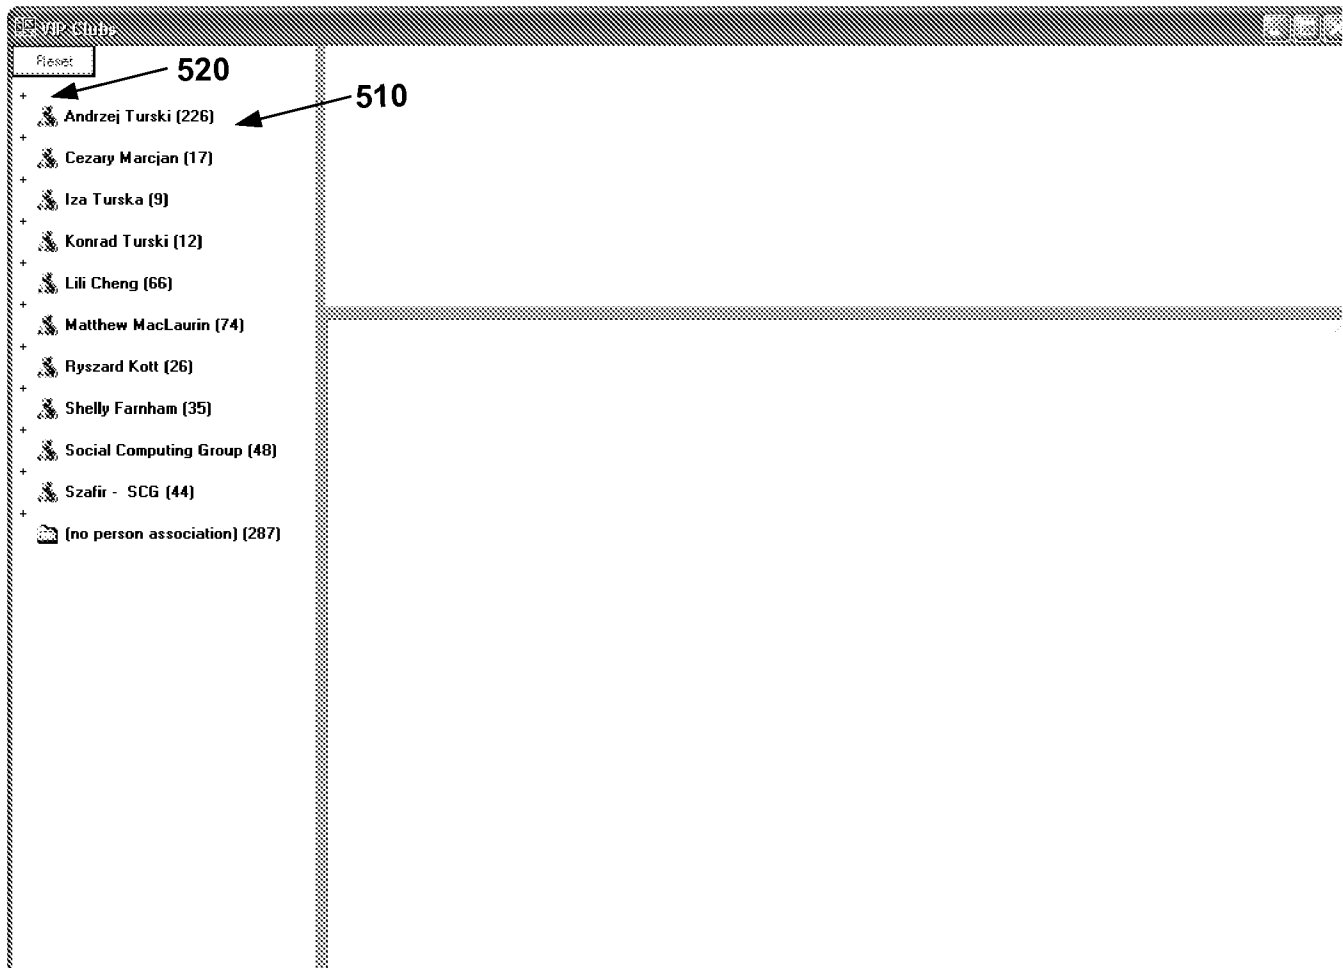 VIP Clubs
Reset
520
510
+
Andrzej Turski (226)
+
Cezary Marcjan (17)
+
Iza Turska (9)
+
Konrad Turski (12)
+
Lili Cheng (66)
+
Matthew MacLaurin (74)
+
Ryszard Kott (26)
+
Shelly Farnham (35)
+
Social Computing Group (48)
+
Szafir - SCG (44)
+
(no person association) (287)